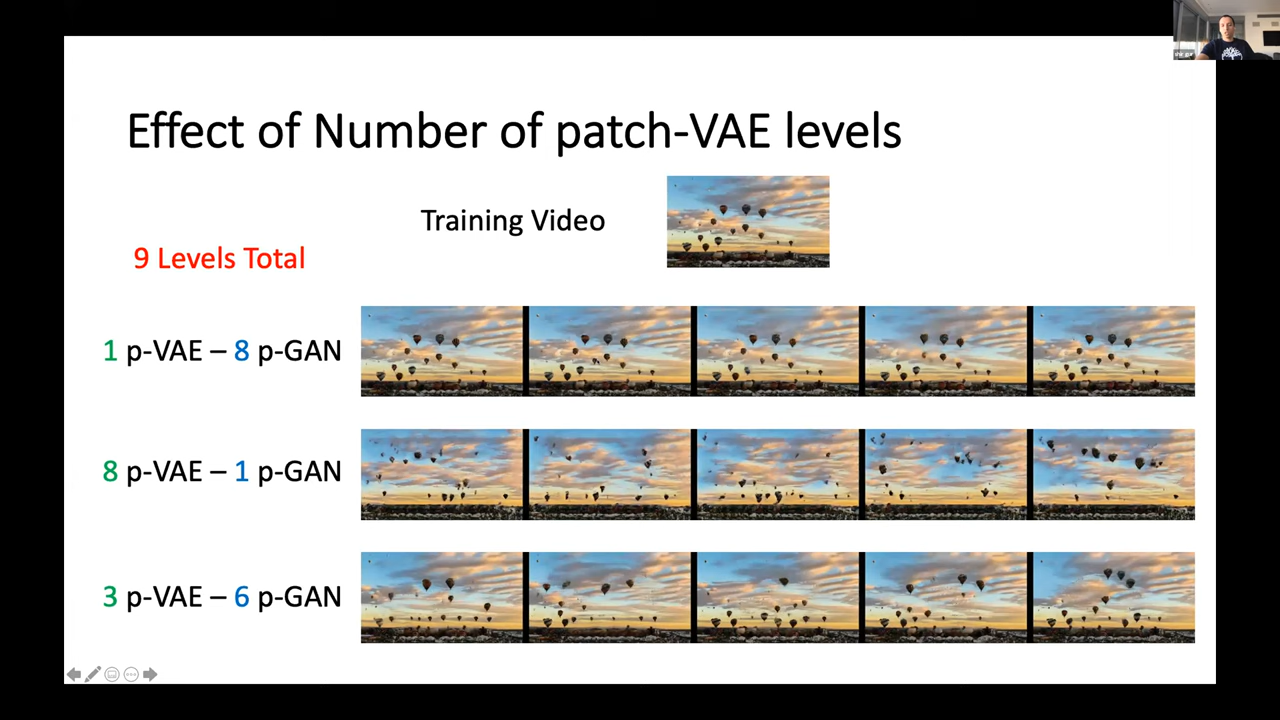 Effect of Number of patch-VAE levels
Training Video
9 Levels Total
1 p-VAE – 8 p-GAN
8 p-VAE – 1 p-GAN
3 p-VAE – 6 p-GAN